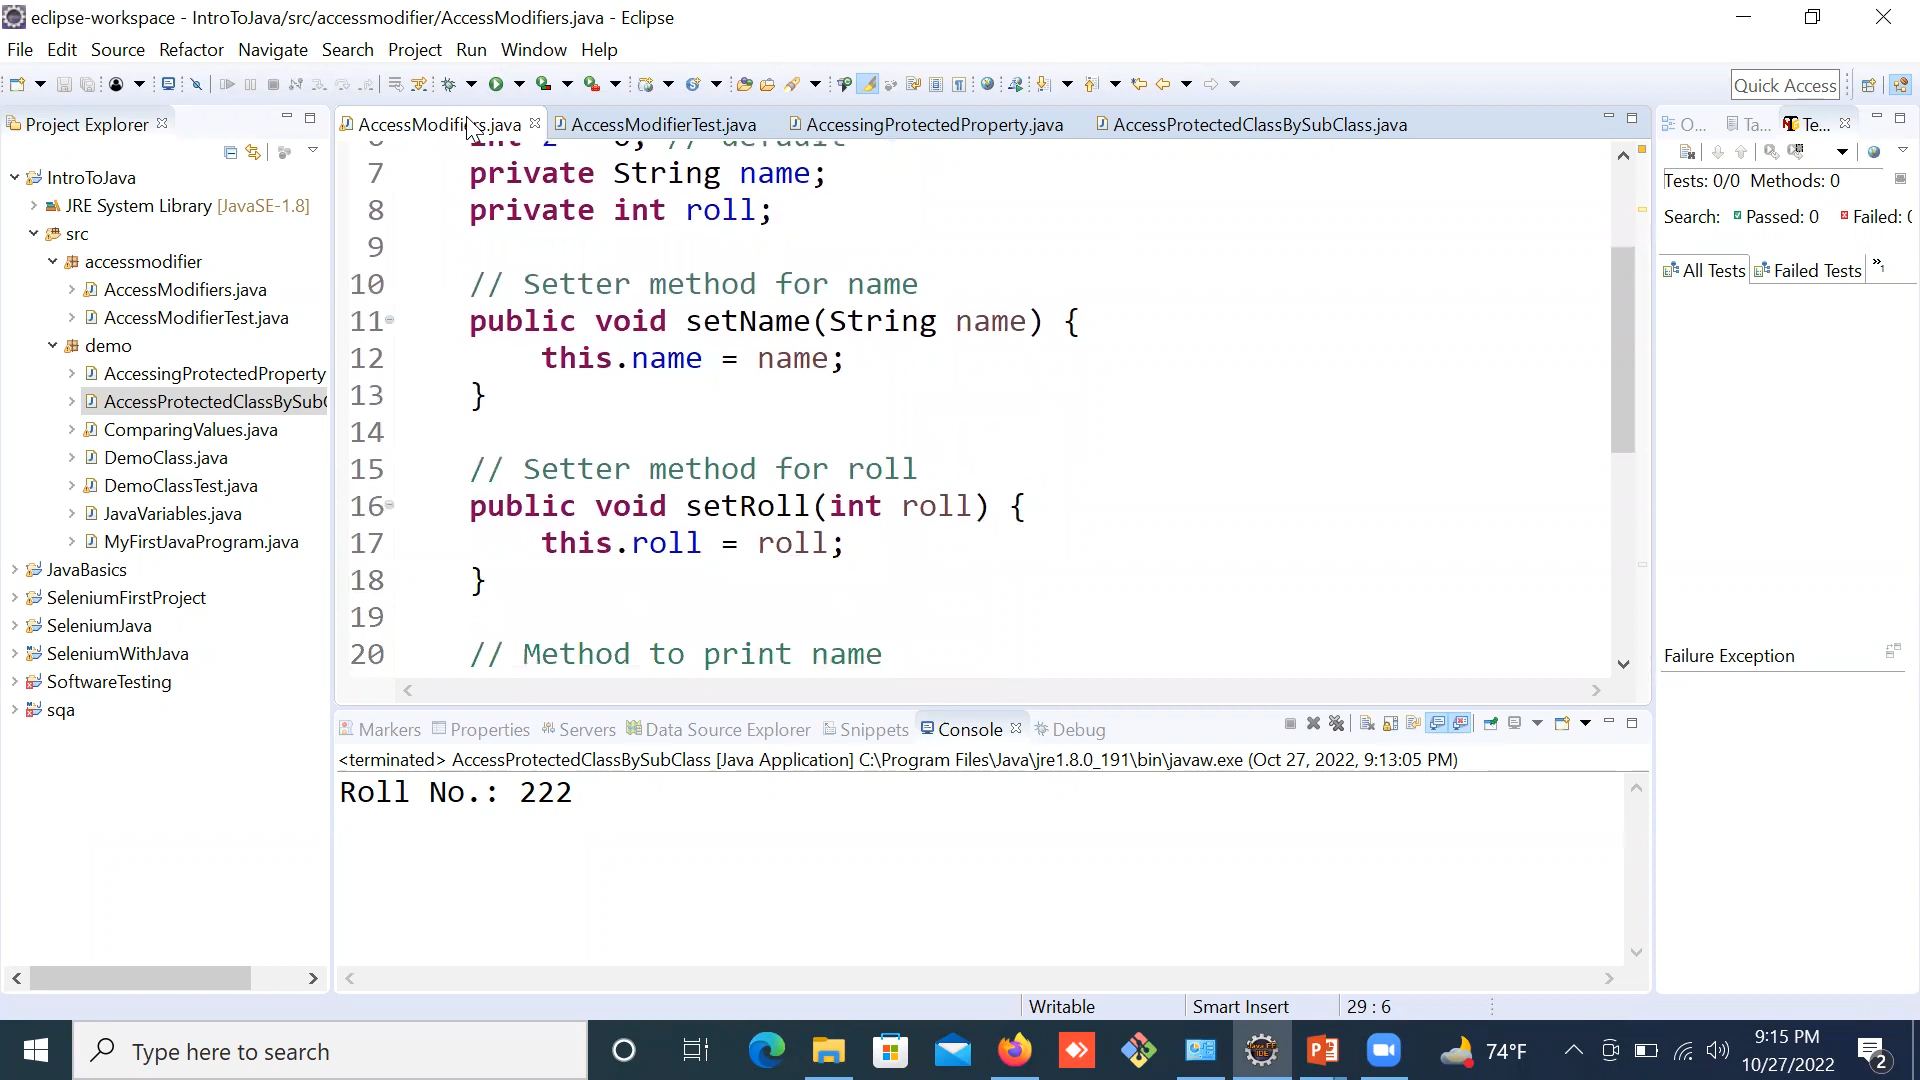 eclipse-workspace - IntroToJava/src/accessmodifier/AccessModifiers.java - Eclipse
File Edit Source Refactor Navigate Search Project Run Window Help
Quick Access
Project Explorer
IntroToJava
JRE System Library [JavaSE-1.8]
src
accessmodifier
AccessModifiers.java
AccessModifierTest.java
demo
AccessingProtectedProperty
AccessProtectedClassBySubC
ComparingValues.java
DemoClass.java
DemoClassTest.java
JavaVariables.java
MyFirstJavaProgram.java
JavaBasics
SeleniumFirstProject
SeleniumJava
SeleniumWithJava
SoftwareTesting
sqa
AccessModifiers.java AccessModifierTest.java AccessingProtectedProperty.java AccessProtectedClassBySubClass.java
7 private String name;
8 private int roll;
9
10 // Setter method for name
11 public void setName(String name) {
12 this.name = name;
13 }
14
15 // Setter method for roll
16 public void setRoll(int roll) {
17 this.roll = roll;
18 }
19
20 // Method to print name
O... Ta... Te...
Tests: 0/0 Methods: 0
Search: Passed: 0 Failed: 0
All Tests Failed Tests
Failure Exception
Markers Properties Servers Data Source Explorer Snippets Console Debug
<terminated> AccessProtectedClassBySubClass [Java Application] C:\Program Files\Java\jre1.8.0_191\bin\javaw.exe (Oct 27, 2022, 9:13:05 PM)
Roll No.: 222
Writable Smart Insert 29 : 6
Type here to search
74°F
9:15 PM
10/27/2022
2